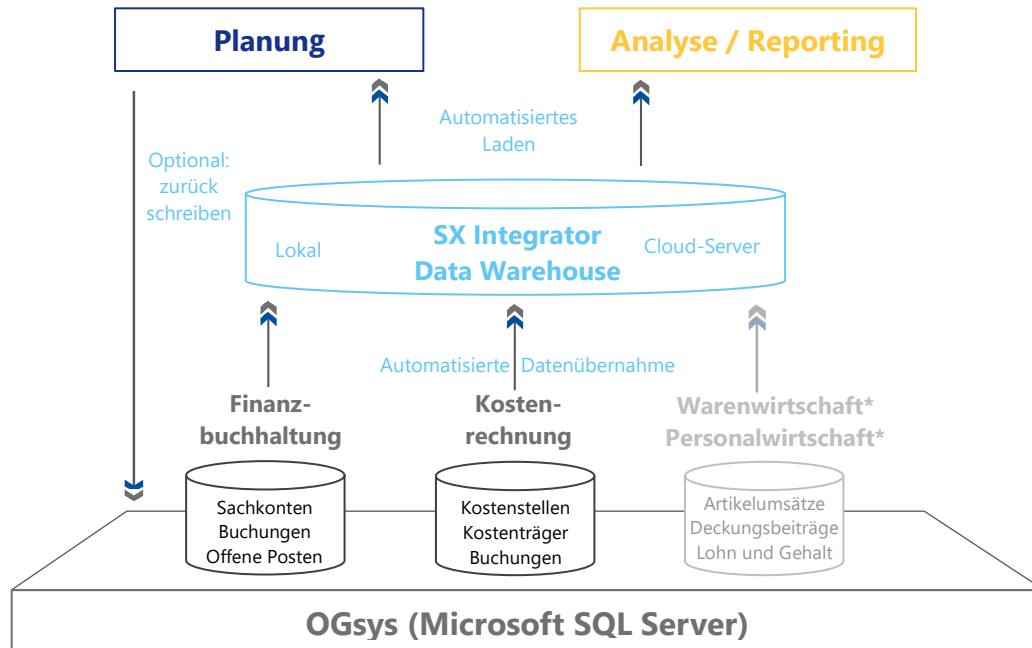 Planung
Analyse / Reporting
Automatisiertes
Laden
Optional:
zurück
schreiben
Lokal
SX Integrator
Data Warehouse
Cloud-Server
Automatisierte Datenübernahme
Finanz-
buchhaltung
Kosten-
rechnung
Warenwirtschaft*
Personalwirtschaft*
Sachkonten
Buchungen
Offene Posten
Kostenstellen
Kostenträger
Buchungen
Artikelumsätze
Deckungsbeiträge
Lohn und Gehalt
OGsys (Microsoft SQL Server)